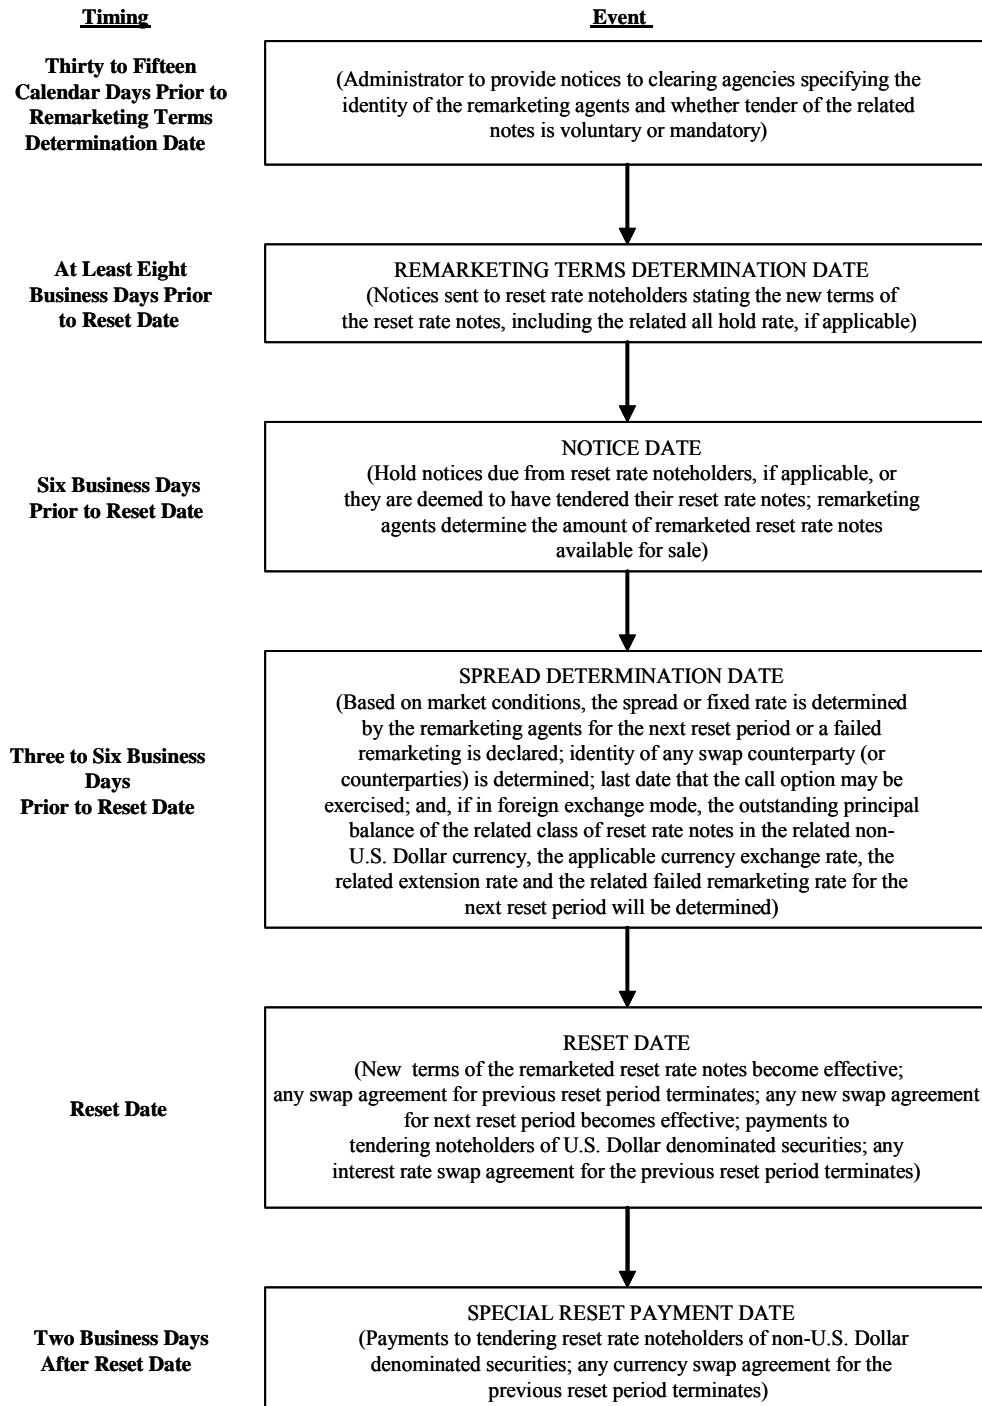 Timing
Event
Thirty to Fifteen
Calendar Days Prior to
Remarketing Terms
Determination Date
(Administrator to provide notices to clearing agencies specifying the
identity of the remarketing agents and whether tender of the related
notes is voluntary or mandatory)
At Least Eight
Business Days Prior
to Reset Date
REMARKETING TERMS DETERMINATION DATE
(Notices sent to reset rate noteholders stating the new terms of
the reset rate notes, including the related all hold rate, if applicable)
Six Business Days
Prior to Reset Date
NOTICE DATE
(Hold notices due from reset rate noteholders, if applicable, or
they are deemed to have tendered their reset rate notes; remarketing
agents determine the amount of remarketed reset rate notes
available for sale)
Three to Six Business
Days
Prior to Reset Date
SPREAD DETERMINATION DATE
(Based on market conditions, the spread or fixed rate is determined
by the remarketing agents for the next reset period or a failed
remarketing is declared; identity of any swap counterparty (or
counterparties) is determined; last date that the call option may be
exercised; and, if in foreign exchange mode, the outstanding principal
balance of the related class of reset rate notes in the related non-
U.S. Dollar currency, the applicable currency exchange rate, the
related extension rate and the related failed remarketing rate for the
next reset period will be determined)
Reset Date
RESET DATE
(New terms of the remarketed reset rate notes become effective;
any swap agreement for previous reset period terminates; any new swap agreement
for next reset period becomes effective; payments to
tendering noteholders of U.S. Dollar denominated securities; any
interest rate swap agreement for the previous reset period terminates)
Two Business Days
After Reset Date
SPECIAL RESET PAYMENT DATE
(Payments to tendering reset rate noteholders of non-U.S. Dollar
denominated securities; any currency swap agreement for the
previous reset period terminates)